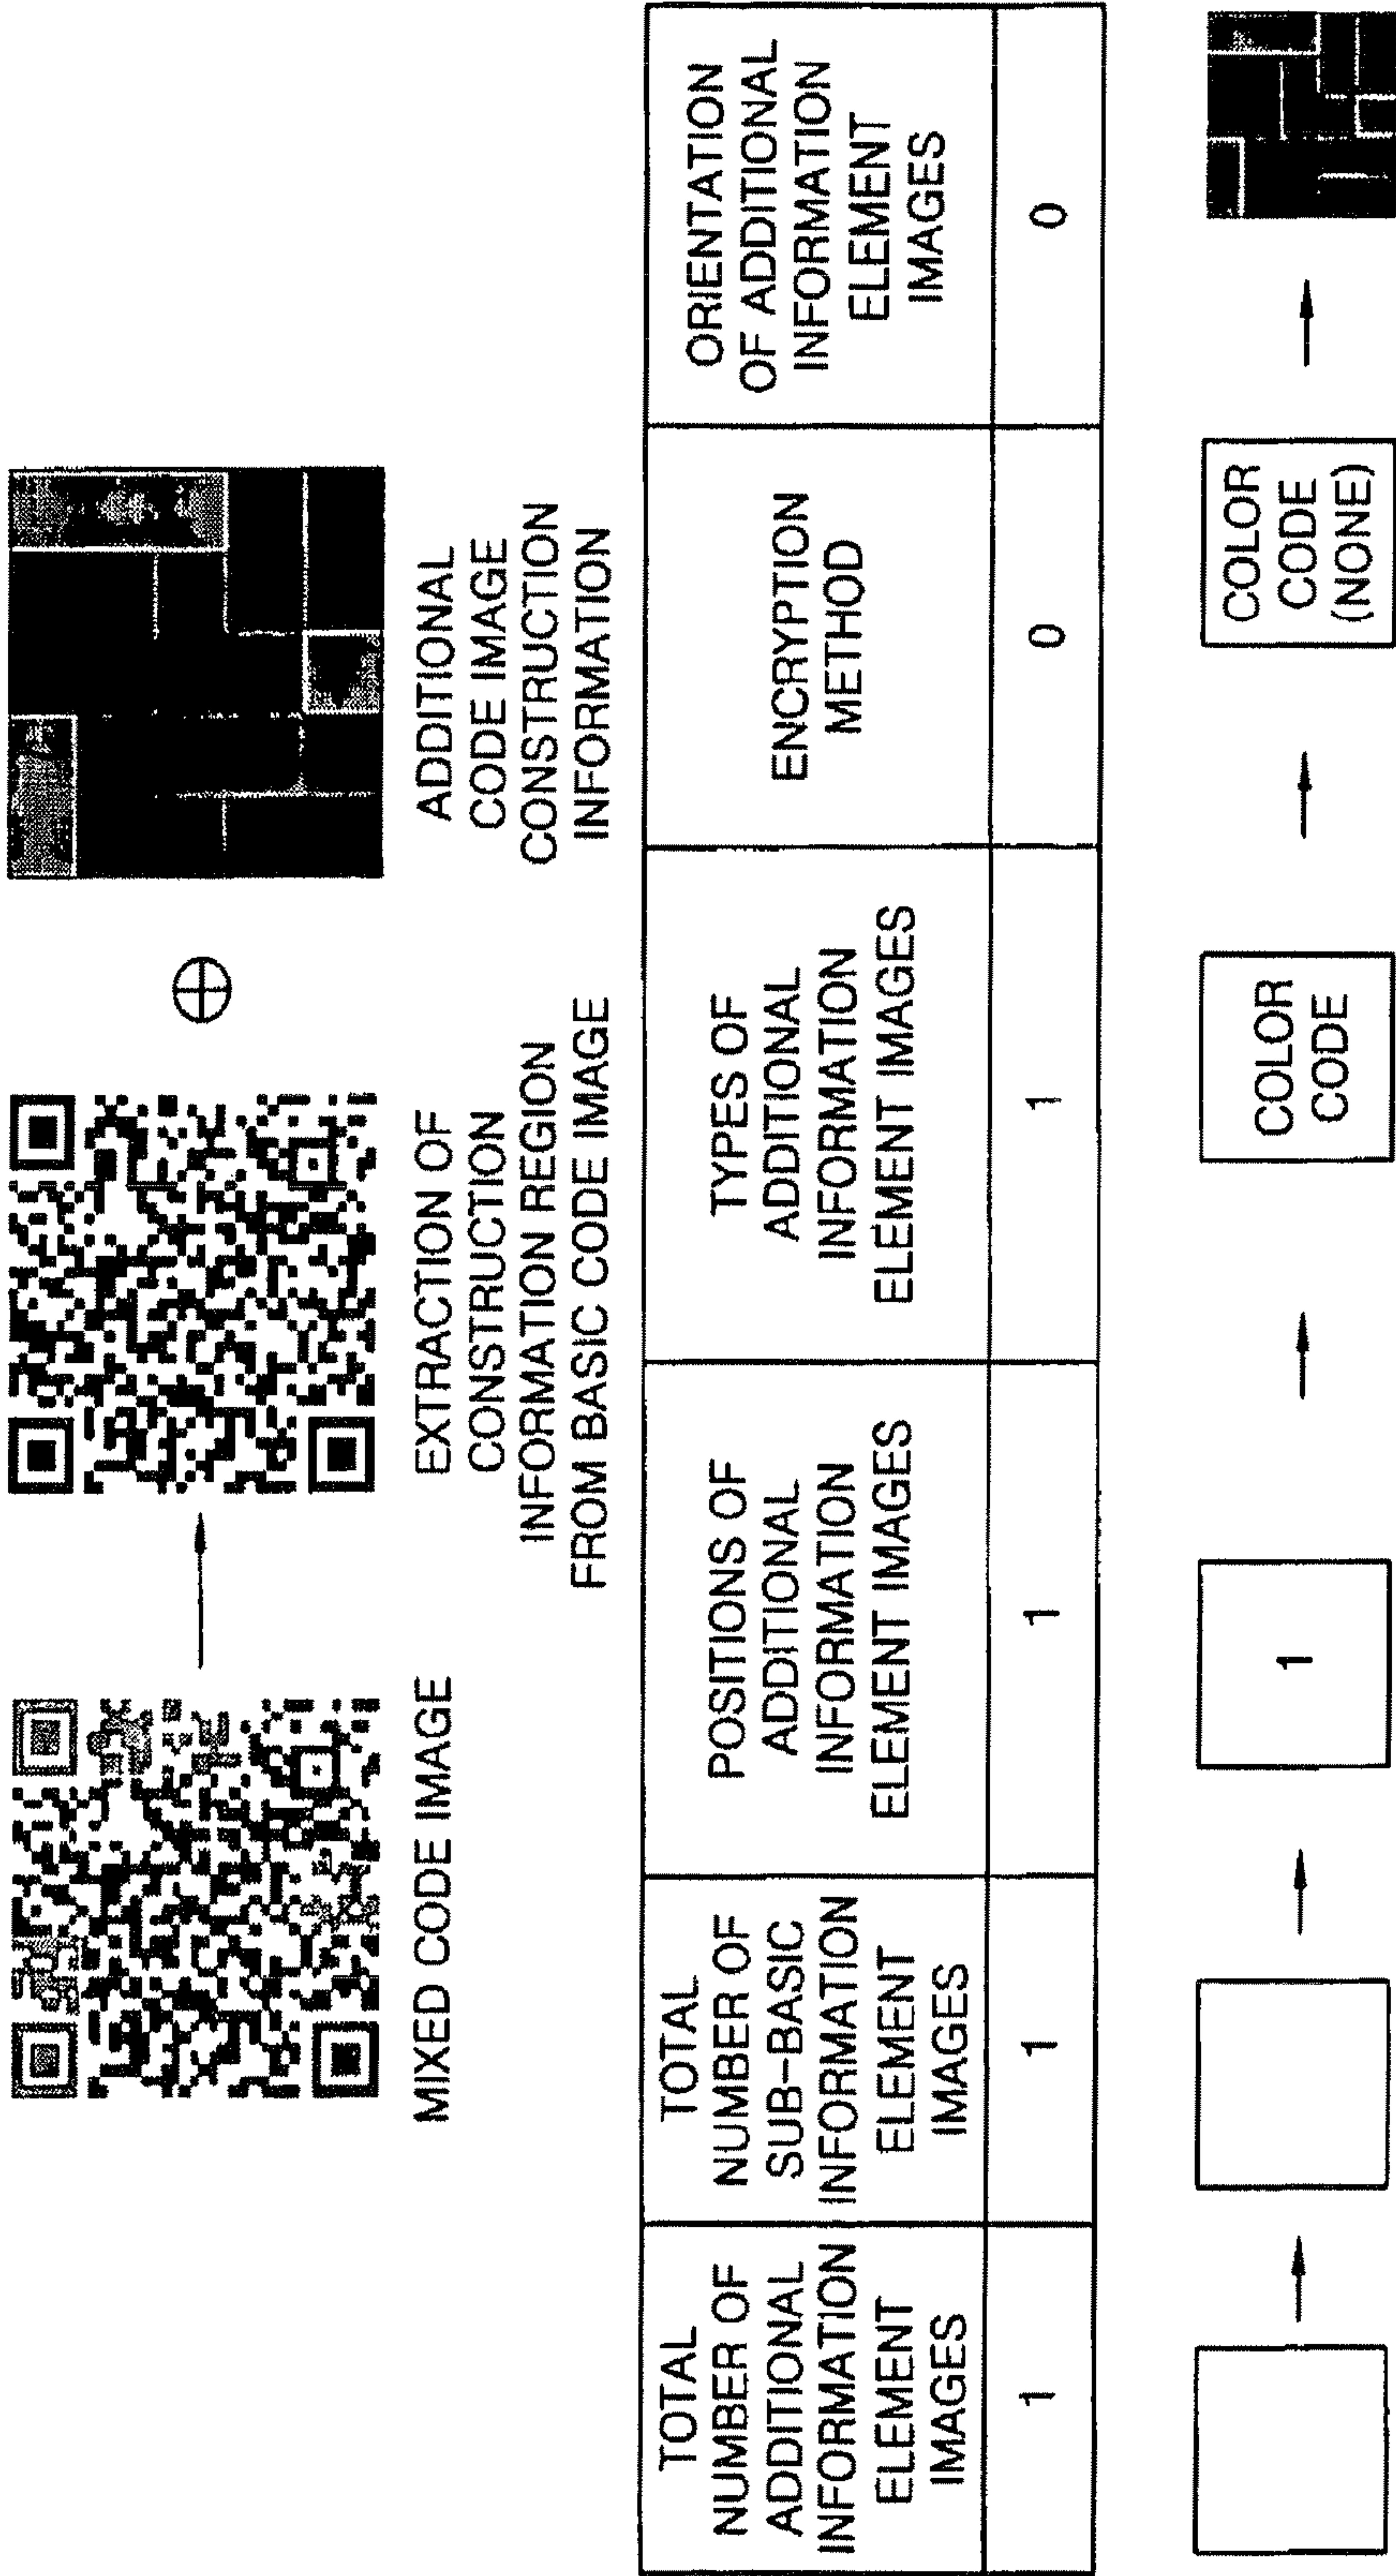 MIXED CODE IMAGE
EXTRACTION OF
CONSTRUCTION
INFORMATION REGION
FROM BASIC CODE IMAGE
ADDITIONAL
CODE IMAGE
CONSTRUCTION
INFORMATION
TOTAL
NUMBER OF
ADDITIONAL
INFORMATION
ELEMENT
IMAGES
TOTAL
NUMBER OF
SUB-BASIC
INFORMATION
ELEMENT
IMAGES
POSITIONS OF
ADDITIONAL
INFORMATION
ELEMENT IMAGES
TYPES OF
ADDITIONAL
INFORMATION
ELEMENT IMAGES
ENCRYPTION
METHOD
ORIENTATION
OF ADDITIONAL
INFORMATION
ELEMENT
IMAGES
1
1
1
1
0
0
1
COLOR
CODE
COLOR
CODE
(NONE)